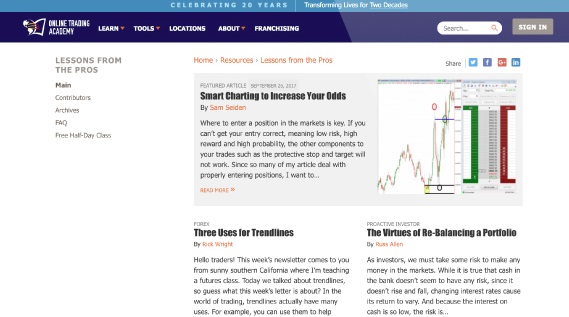 CELEBRATING 20 YEARS | Transforming Lives for Two Decades
ONLINE TRADING
ACADEMY
LEARN TOOLS LOCATIONS ABOUT FRANCHISING
Search...
SIGN IN
LESSONS FROM
THE PROS
Main
Contributors
Archives
FAQ
Free Half-Day Class
Home › Resources › Lessons from the Pros
Share
FEATURED ARTICLE SEPTEMBER 20, 2017
Smart Charting to Increase Your Odds
By Sam Seiden
Where to enter a position in the markets is key. If you
can't get your entry correct, meaning low risk, high
reward and high probability, the other components to
your trades such as the protective stop and target will
not work. Since so many of my article deal with
properly entering positions, I want to...
READ MORE »
FOREX
Three Uses for Trendlines
By Rick Wright
Hello traders! This week's newsletter comes to you
from sunny southern California where I'm teaching
a futures class. Today we talked about trendlines,
so guess what this week's letter is about? In the
world of trading, trendlines actually have many
uses. For example, you can use them to help
PROACTIVE INVESTOR
The Virtues of Re-Balancing a Portfolio
By Russ Allen
As investors, we must take some risk to make any
money in the markets. While it is true that cash in
the bank doesn't seem to have any risk, since it
doesn't rise and fall, changing interest rates cause
its return to vary. And because the interest on
cash is so low, the risk is...